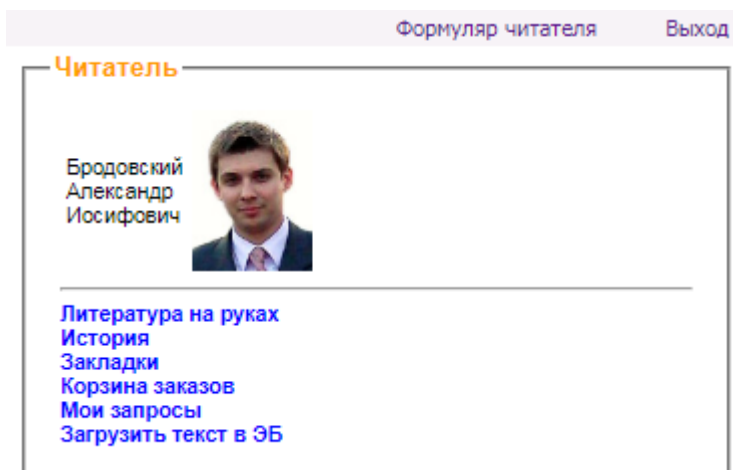 Формуляр читателя Выход
Читатель
Бродовский
Александр
Иосифович
Литература на руках
История
Закладки
Корзина заказов
Мои запросы
Загрузить текст в ЭБ